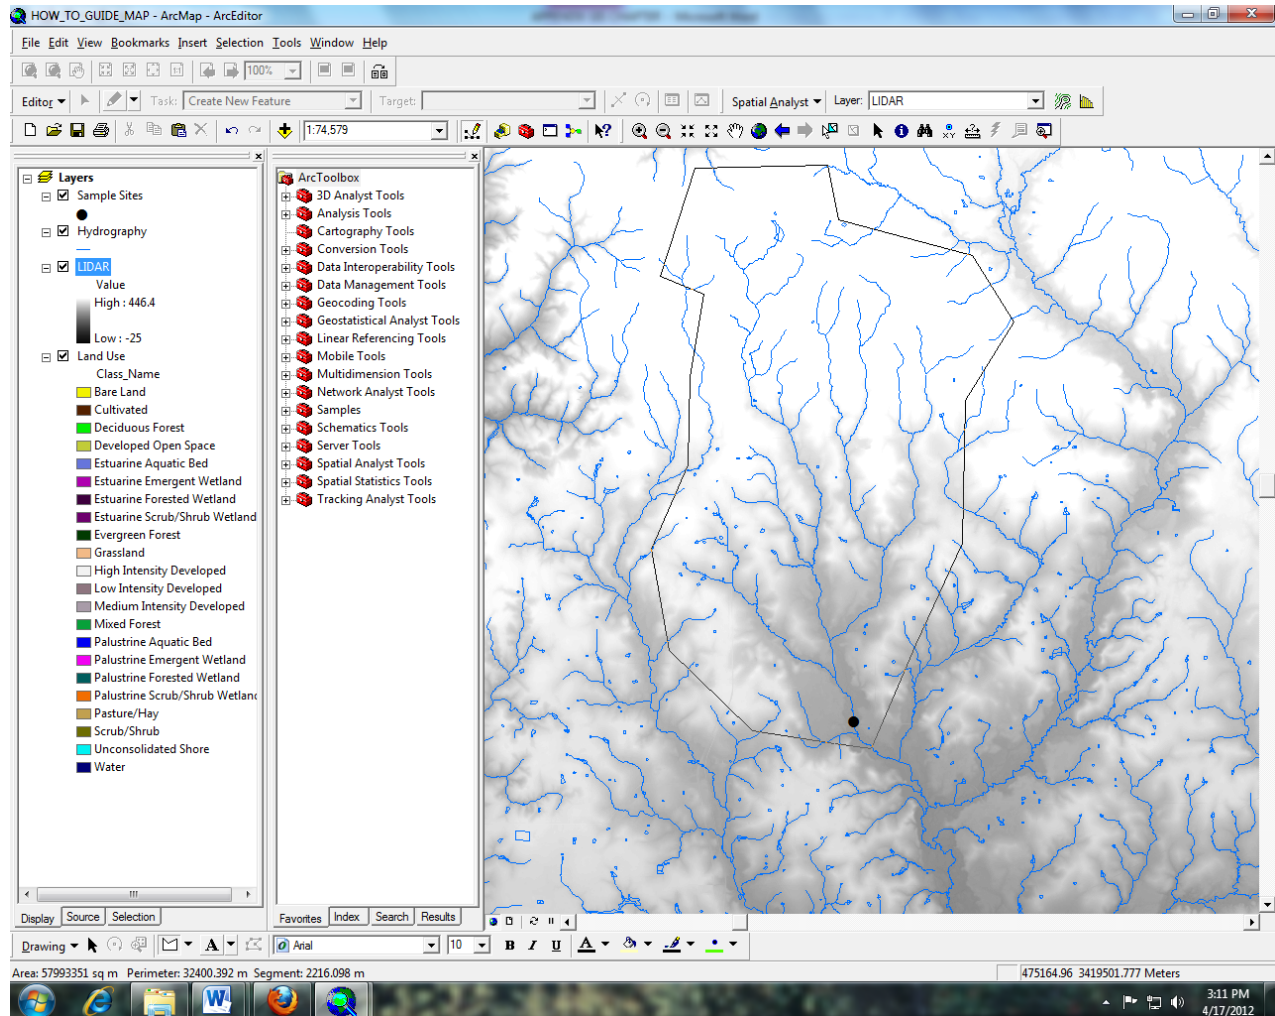 HOW_TO_GUIDE_MAP - ArcMap - ArcEditor
File Edit View Bookmarks Insert Selection Tools Window Help
100%
Editor Task: Create New Feature Target: Spatial Analyst Layer: LIDAR
1:74,579
Layers
Sample Sites
Hydrography
LIDAR
Value
High : 446.4
Low : -25
Land Use
Class_Name
Bare Land
Cultivated
Deciduous Forest
Developed Open Space
Estuarine Aquatic Bed
Estuarine Emergent Wetland
Estuarine Forested Wetland
Estuarine Scrub/Shrub Wetland
Evergreen Forest
Grassland
High Intensity Developed
Low Intensity Developed
Medium Intensity Developed
Mixed Forest
Palustrine Aquatic Bed
Palustrine Emergent Wetland
Palustrine Forested Wetland
Palustrine Scrub/Shrub Wetlan
Pasture/Hay
Scrub/Shrub
Unconsolidated Shore
Water
Display Source Selection
ArcToolbox
3D Analyst Tools
Analysis Tools
Cartography Tools
Conversion Tools
Data Interoperability Tools
Data Management Tools
Geocoding Tools
Geostatistical Analyst Tools
Linear Referencing Tools
Mobile Tools
Multidimension Tools
Network Analyst Tools
Samples
Schematics Tools
Server Tools
Spatial Analyst Tools
Spatial Statistics Tools
Tracking Analyst Tools
Favorites Index Search Results
Drawing A Arial 10 B I U A
Area: 57993351 sq m Perimeter: 32400.392 m Segment: 2216.098 m
475164.96 3419501.777 Meters
3:11 PM
4/17/2012